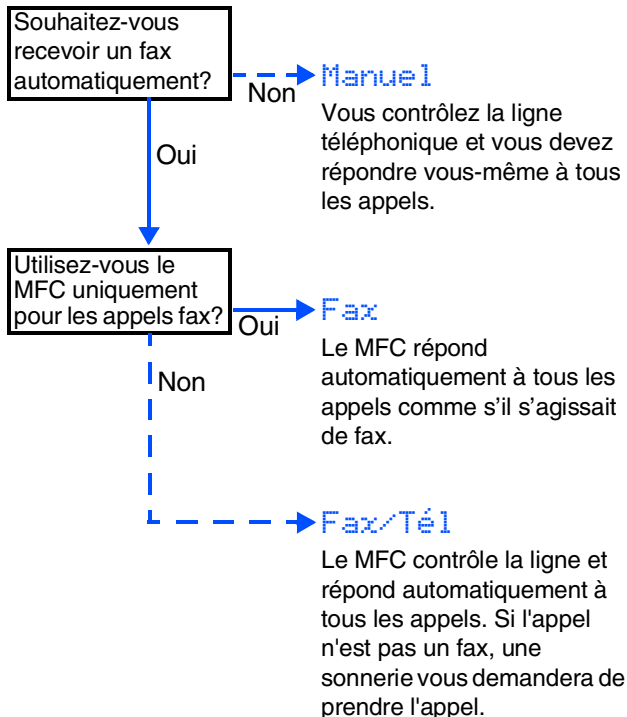 Souhaitez-vous
recevoir un fax
automatiquement?
Non
Manuel
Vous contrôlez la ligne
téléphonique et vous devez
répondre vous-même à tous
les appels.
Oui
Utilisez-vous le
MFC uniquement
pour les appels fax?
Oui
Fax
Le MFC répond
automatiquement à tous les
appels comme s’il s’agissait
de fax.
Non
Fax/Tél
Le MFC contrôle la ligne et
répond automatiquement à
tous les appels. Si l'appel
n'est pas un fax, une
sonnerie vous demandera de
prendre l'appel.